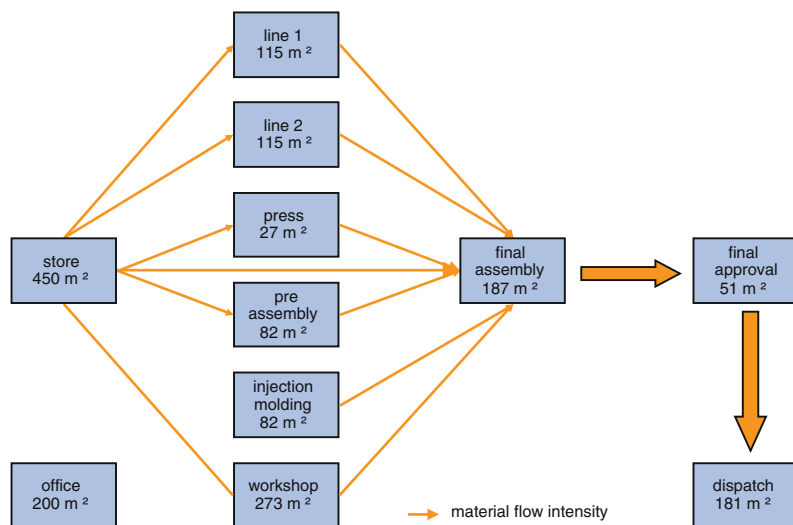 line 1
115 m ²
line 2
115 m ²
press
27 m ²
store
450 m ²
final
assembly
187 m ²
final
approval
51 m ²
pre
assembly
82 m ²
injection
molding
82 m ²
office
200 m ²
workshop
273 m ²
dispatch
181 m ²
material flow intensity